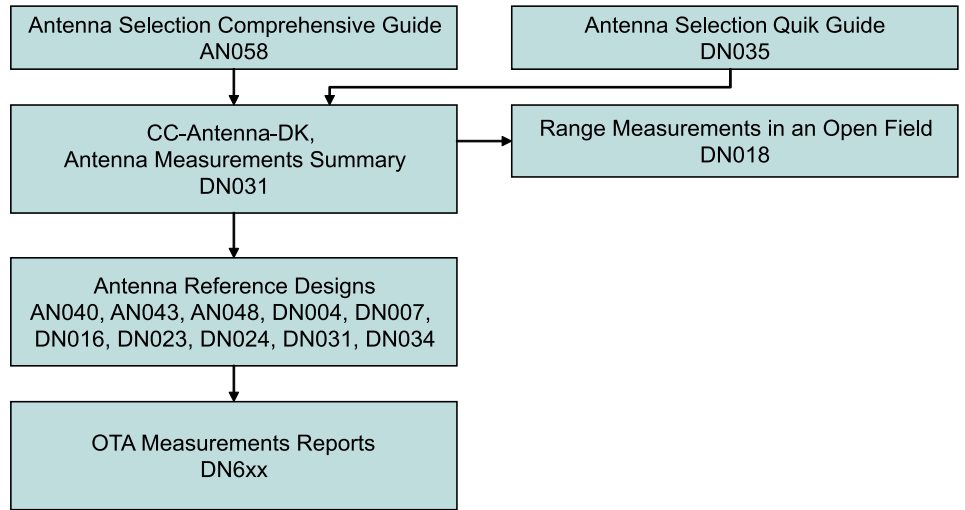 Antenna Selection Comprehensive Guide
AN058
Antenna Selection Quik Guide
DN035
CC-Antenna-DK,
Antenna Measurements Summary
DN031
Range Measurements in an Open Field
DN018
Antenna Reference Designs
AN040, AN043, AN048, DN004, DN007,
DN016, DN023, DN024, DN031, DN034
OTA Measurements Reports
DN6xx